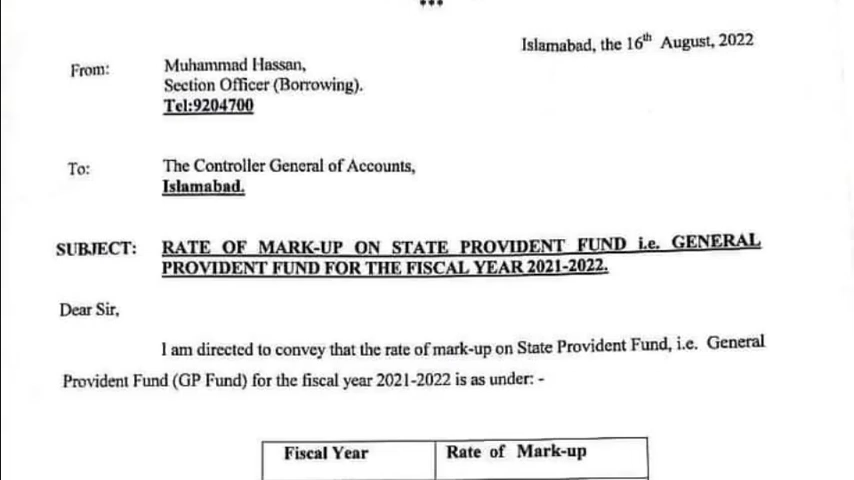 ***
Islamabad, the 16th August, 2022
From: Muhammad Hassan,
Section Officer (Borrowing).
Tel:9204700
To: The Controller General of Accounts,
Islamabad.
SUBJECT: RATE OF MARK-UP ON STATE PROVIDENT FUND i.e. GENERAL
PROVIDENT FUND FOR THE FISCAL YEAR 2021-2022.
Dear Sir,
I am directed to convey that the rate of mark-up on State Provident Fund, i.e. General
Provident Fund (GP Fund) for the fiscal year 2021-2022 is as under: -
Fiscal Year Rate of Mark-up